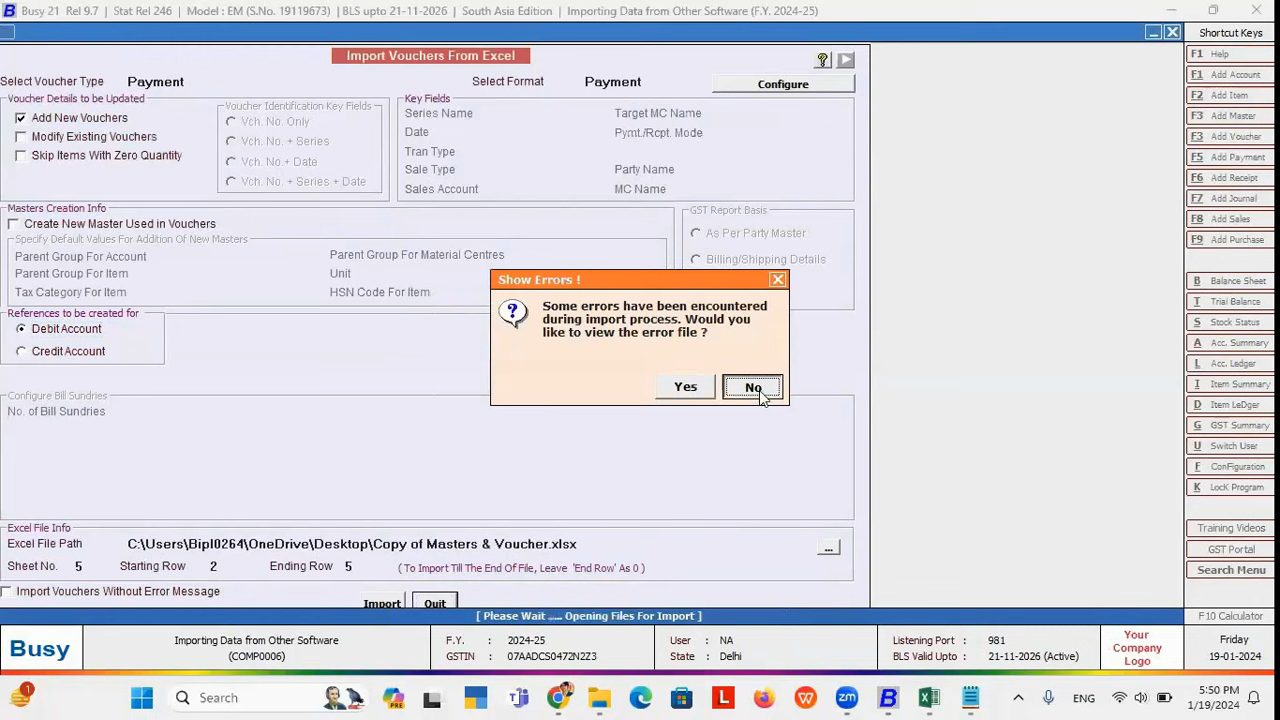 Busy 21 Rel 9.7 | Stat Rel 246 | Model : EM (S.No. 19119673) | BLS upto 21-11-2026 | South Asia Edition | Importing Data from Other Software (F.Y. 2024-25)
Shortcut Keys
Import Vouchers From Excel
Select Voucher Type Payment
Select Format Payment
Configure
Voucher Details to be Updated
Add New Vouchers
Modify Existing Vouchers
Skip Items With Zero Quantity
Voucher Identification Key Fields
Vch. No. Only
Vch. No. + Series
Vch. No.+ Date
Vch. No. + Series + Date
Key Fields
Series Name
Target MC Name
Date
Pymt./Rcpt. Mode
Tran Type
Sale Type
Party Name
Sales Account
MC Name
Masters Creation Info
Create New Master Used in Vouchers
Specify Default Values For Addition Of New Masters
Parent Group For Account
Parent Group For Material Centres
Parent Group For Item
Unit
Tax Category For Item
HSN Code For Item
GST Report Basis
As Per Party Master
Billing/Shipping Details
References to be created for
Debit Account
Credit Account
Show Errors !
Some errors have been encountered
during import process. Would you
like to view the error file ?
Yes
No
Configure Bill Sundries
No. of Bill Sundries
Excel File Info
Excel File Path C:\Users\Bipl0264\OneDrive\Desktop\Copy of Masters & Voucher.xlsx
...
Sheet No. 5 Starting Row 2 Ending Row 5 ( To Import Till The End Of File, Leave 'End Row' As 0 )
Import Vouchers Without Error Message
Import
Quit
[ Please Wait .... Opening Files For Import ]
F1 Help
F1 Add Account
F2 Add Item
F3 Add Master
F3 Add Voucher
F5 Add Payment
F6 Add Receipt
F7 Add Journal
F8 Add Sales
F9 Add Purchase
B Balance Sheet
T Trial Balance
S Stock Status
A Acc. Summary
L Acc. Ledger
I Item Summary
D Item LeDger
G GST Summary
U Switch User
F ConFiguration
K LocK Program
Training Videos
GST Portal
Search Menu
F10 Calculator
Busy
Importing Data from Other Software
(COMP0006)
F.Y. : 2024-25
GSTIN : 07AADCS0472N2Z3
User : NA
State : Delhi
Listening Port : 981
BLS Valid Upto : 21-11-2026 (Active)
Your
Company
Logo
Friday
19-01-2024
1
Search
PRE
ENG
5:50 PM
1/19/2024